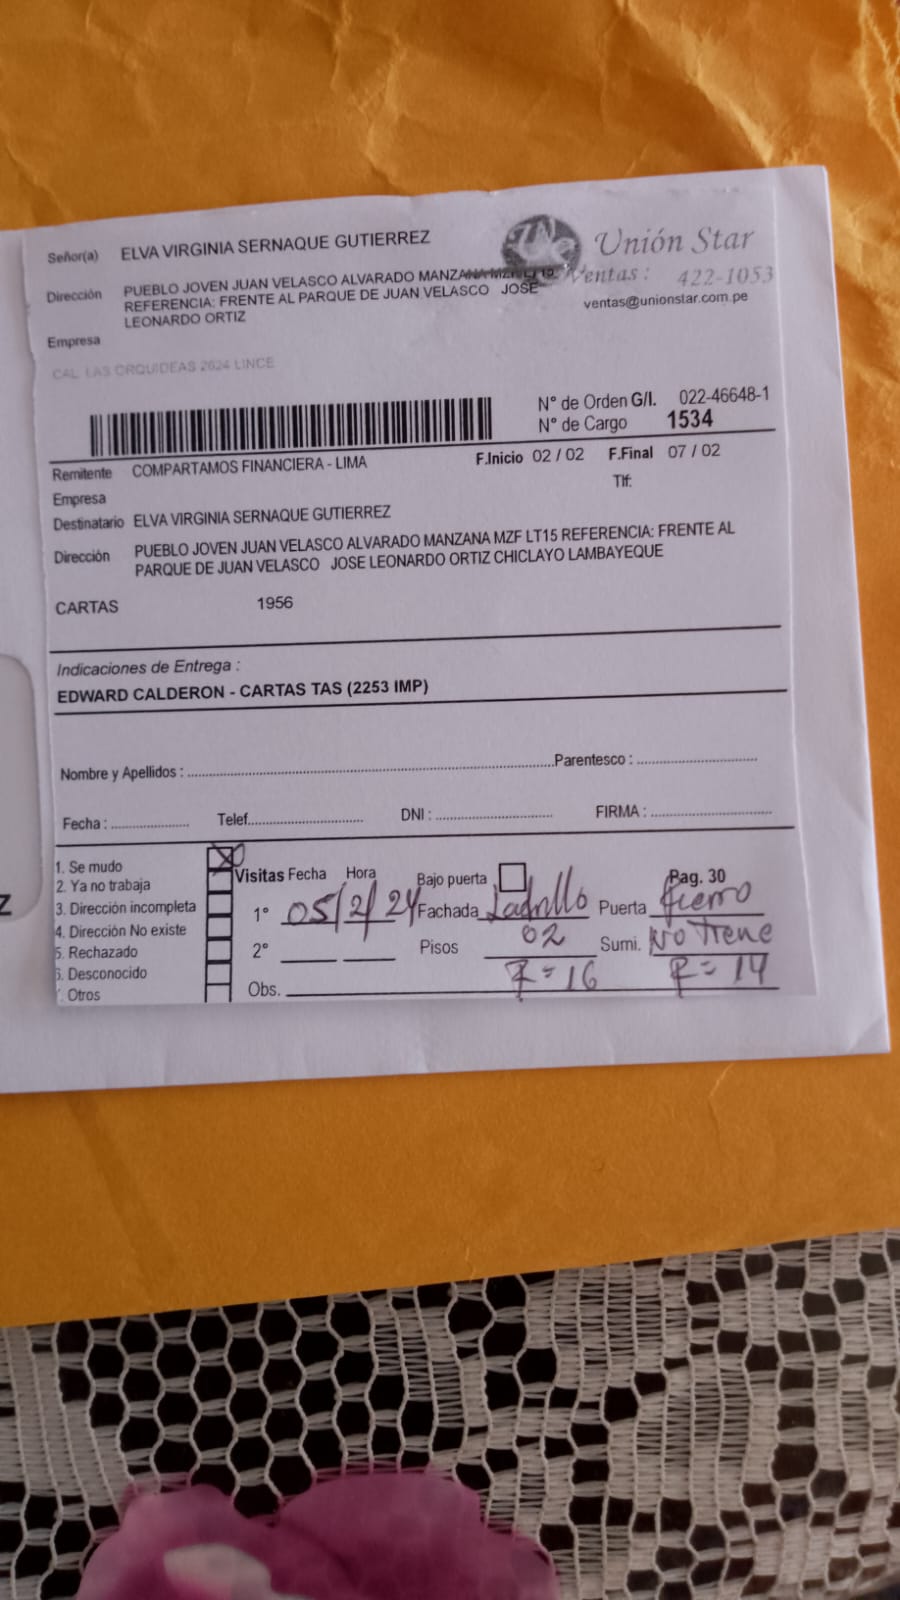 Señor(a) ELVA VIRGINIA SERNAQUE GUTIERREZ
Unión Star
Dirección PUEBLO JOVEN JUAN VELASCO ALVARADO MANZANA MZF LT15
Ventas: 422-1053
REFERENCIA: FRENTE AL PARQUE DE JUAN VELASCO JOSE
ventas@unionstar.com.pe
LEONARDO ORTIZ
Empresa
CAL LAS ORQUIDEAS 2624 LINCE
N° de Orden G/I. 022-46648-1
N° de Cargo 1534
Remitente COMPARTAMOS FINANCIERA - LIMA F.Inicio 02 / 02 F.Final 07 / 02
Empresa Tlf:
Destinatario ELVA VIRGINIA SERNAQUE GUTIERREZ
Dirección PUEBLO JOVEN JUAN VELASCO ALVARADO MANZANA MZF LT15 REFERENCIA: FRENTE AL
PARQUE DE JUAN VELASCO JOSE LEONARDO ORTIZ CHICLAYO LAMBAYEQUE
CARTAS 1956
Indicaciones de Entrega :
EDWARD CALDERON - CARTAS TAS (2253 IMP)
Nombre y Apellidos : Parentesco :
Fecha : Telef. DNI : FIRMA :
1. Se mudo
2. Ya no trabaja
3. Dirección incompleta
4. Dirección No existe
5. Rechazado
6. Desconocido
Otros
Visitas Fecha Hora Bajo puerta Pag. 30
1° 05/2/24 Fachada Ladrillo Puerta fierro
2° Pisos 02 Sumi. No tiene
Obs. R=16 R=14
Z